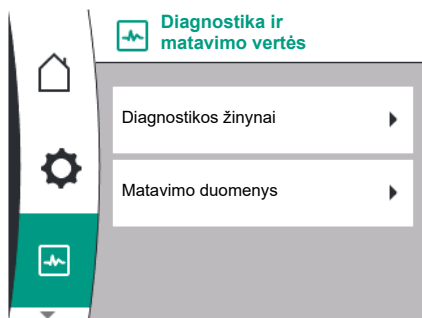 Diagnostika ir
matavimo vertės
Diagnostikos žinynai
Matavimo duomenys